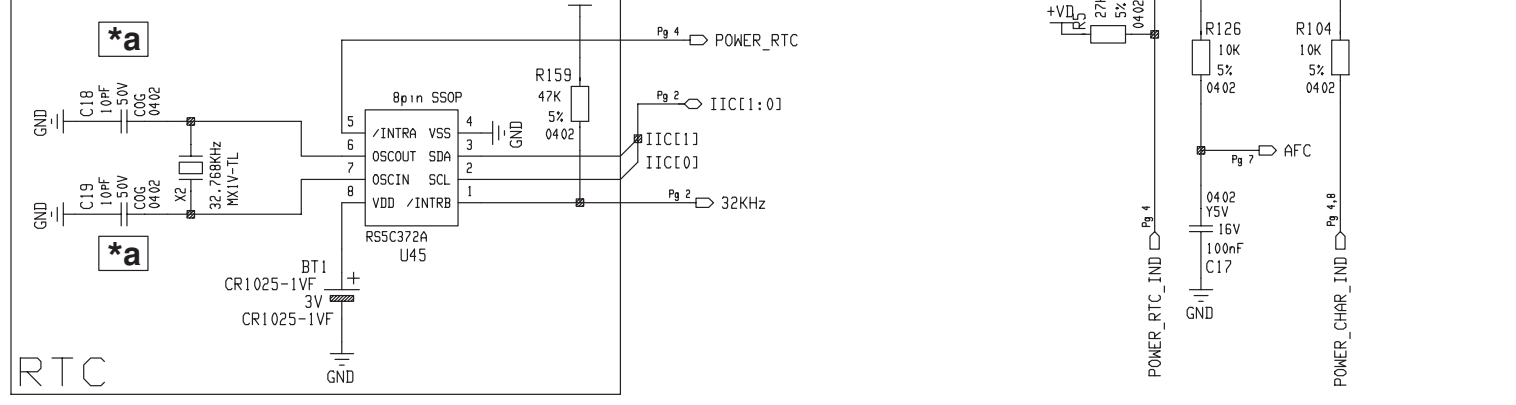 *a
C18
10PF
50V
COG
0402
GND
C19
10PF
50V
COG
0402
GND
*a
X2
32.768KHz
MX1V-TL
8pin SSOP
5 /INTRA VSS 4
6 OSCOUT SDA 3
7 OSCIN SCL 2
8 VDD /INTRB 1
RS5C372A
U45
GND
BT1
CR1025-1VF
3V
CR1025-1VF
+
GND
RTC
R159
47K
5%
0402
Pg 4 POWER_RTC
Pg 2 IIC[1:0]
IIC[1]
IIC[0]
Pg 2 32KHz
+VD
R5
5%
0402
Pg 4
POWER_RTC_IND
R126
10K
5%
0402
Pg 7 AFC
0402
Y5V
16V
100nF
C17
GND
R104
10K
5%
0402
Pg 4,8
POWER_CHAR_IND